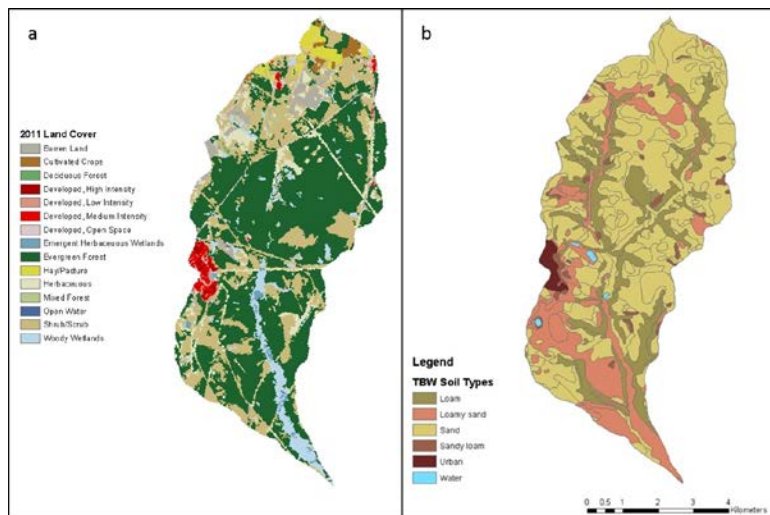 a
2011 Land Cover
Barren Land
Cultivated Crops
Deciduous Forest
Developed, High Intensity
Developed, Low Intensity
Developed, Medium Intensity
Developed, Open Space
Emergent Herbaceous Wetlands
Evergreen Forest
Hay/Pasture
Herbaceous
Mixed Forest
Open Water
Shrub/Scrub
Woody Wetlands
b
Legend
TBW Soil Types
Loam
Loamy sand
Sand
Sandy loam
Urban
Water
0 0.5 1 2 3 4
Kilometers